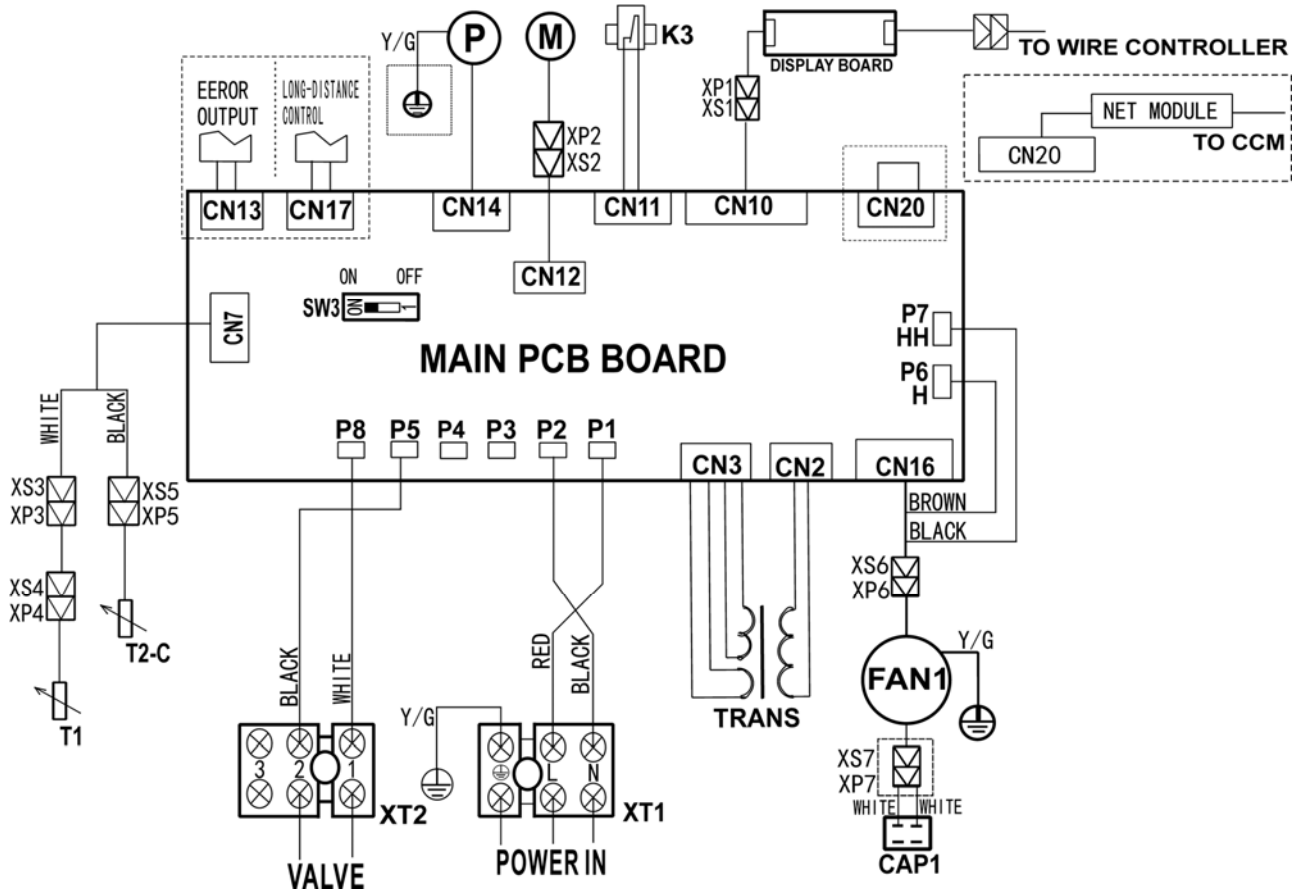 Y/G
P
M
K3
DISPLAY BOARD
TO WIRE CONTROLLER
EEROR
OUTPUT
LONG-DISTANCE
CONTROL
XP1
XS1
XP2
XS2
NET MODULE
CN20
TO CCM
CN13
CN17
CN14
CN11
CN10
CN20
CN12
ON OFF
SW3
ON
1
CN7
MAIN PCB BOARD
P7
HH
P6
H
WHITE
BLACK
P8
P5
P4
P3
P2
P1
CN3
CN2
CN16
BROWN
BLACK
XS3
XP3
XS5
XP5
XS4
XP4
T2-C
T1
BLACK
WHITE
RED
BLACK
TRANS
XS6
XP6
Y/G
FAN1
Y/G
3
2
1
XT2
L
N
XT1
VALVE
POWER IN
XS7
XP7
WHITE
WHITE
CAP1